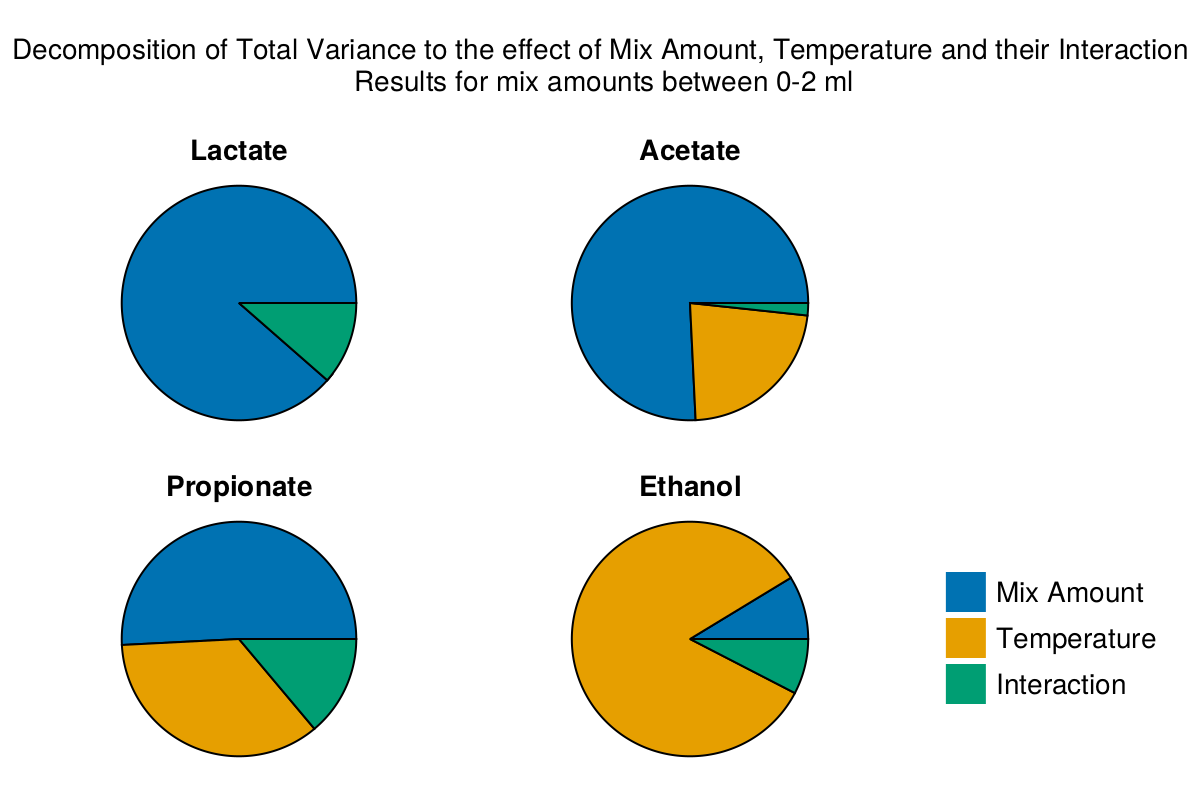 Decomposition of Total Variance to the effect of Mix Amount, Temperature and their Interaction
Results for mix amounts between 0-2 ml
Lactate
Acetate
Propionate
Ethanol
Mix Amount
Temperature
Interaction